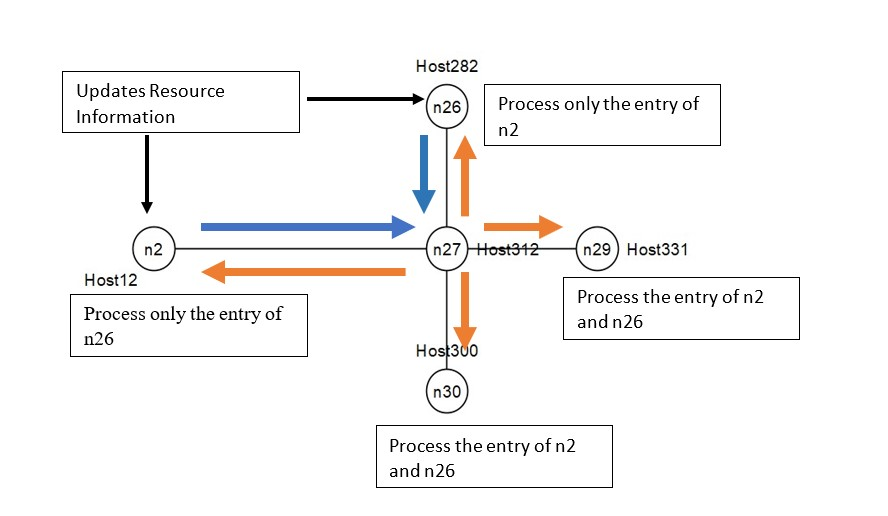 Host282
Updates Resource
Information
n26
Process only the entry of
n2
n2
n27
Host312
n29
Host331
Host12
Process only the entry of
n26
Process the entry of n2
and n26
Host300
n30
Process the entry of n2
and n26